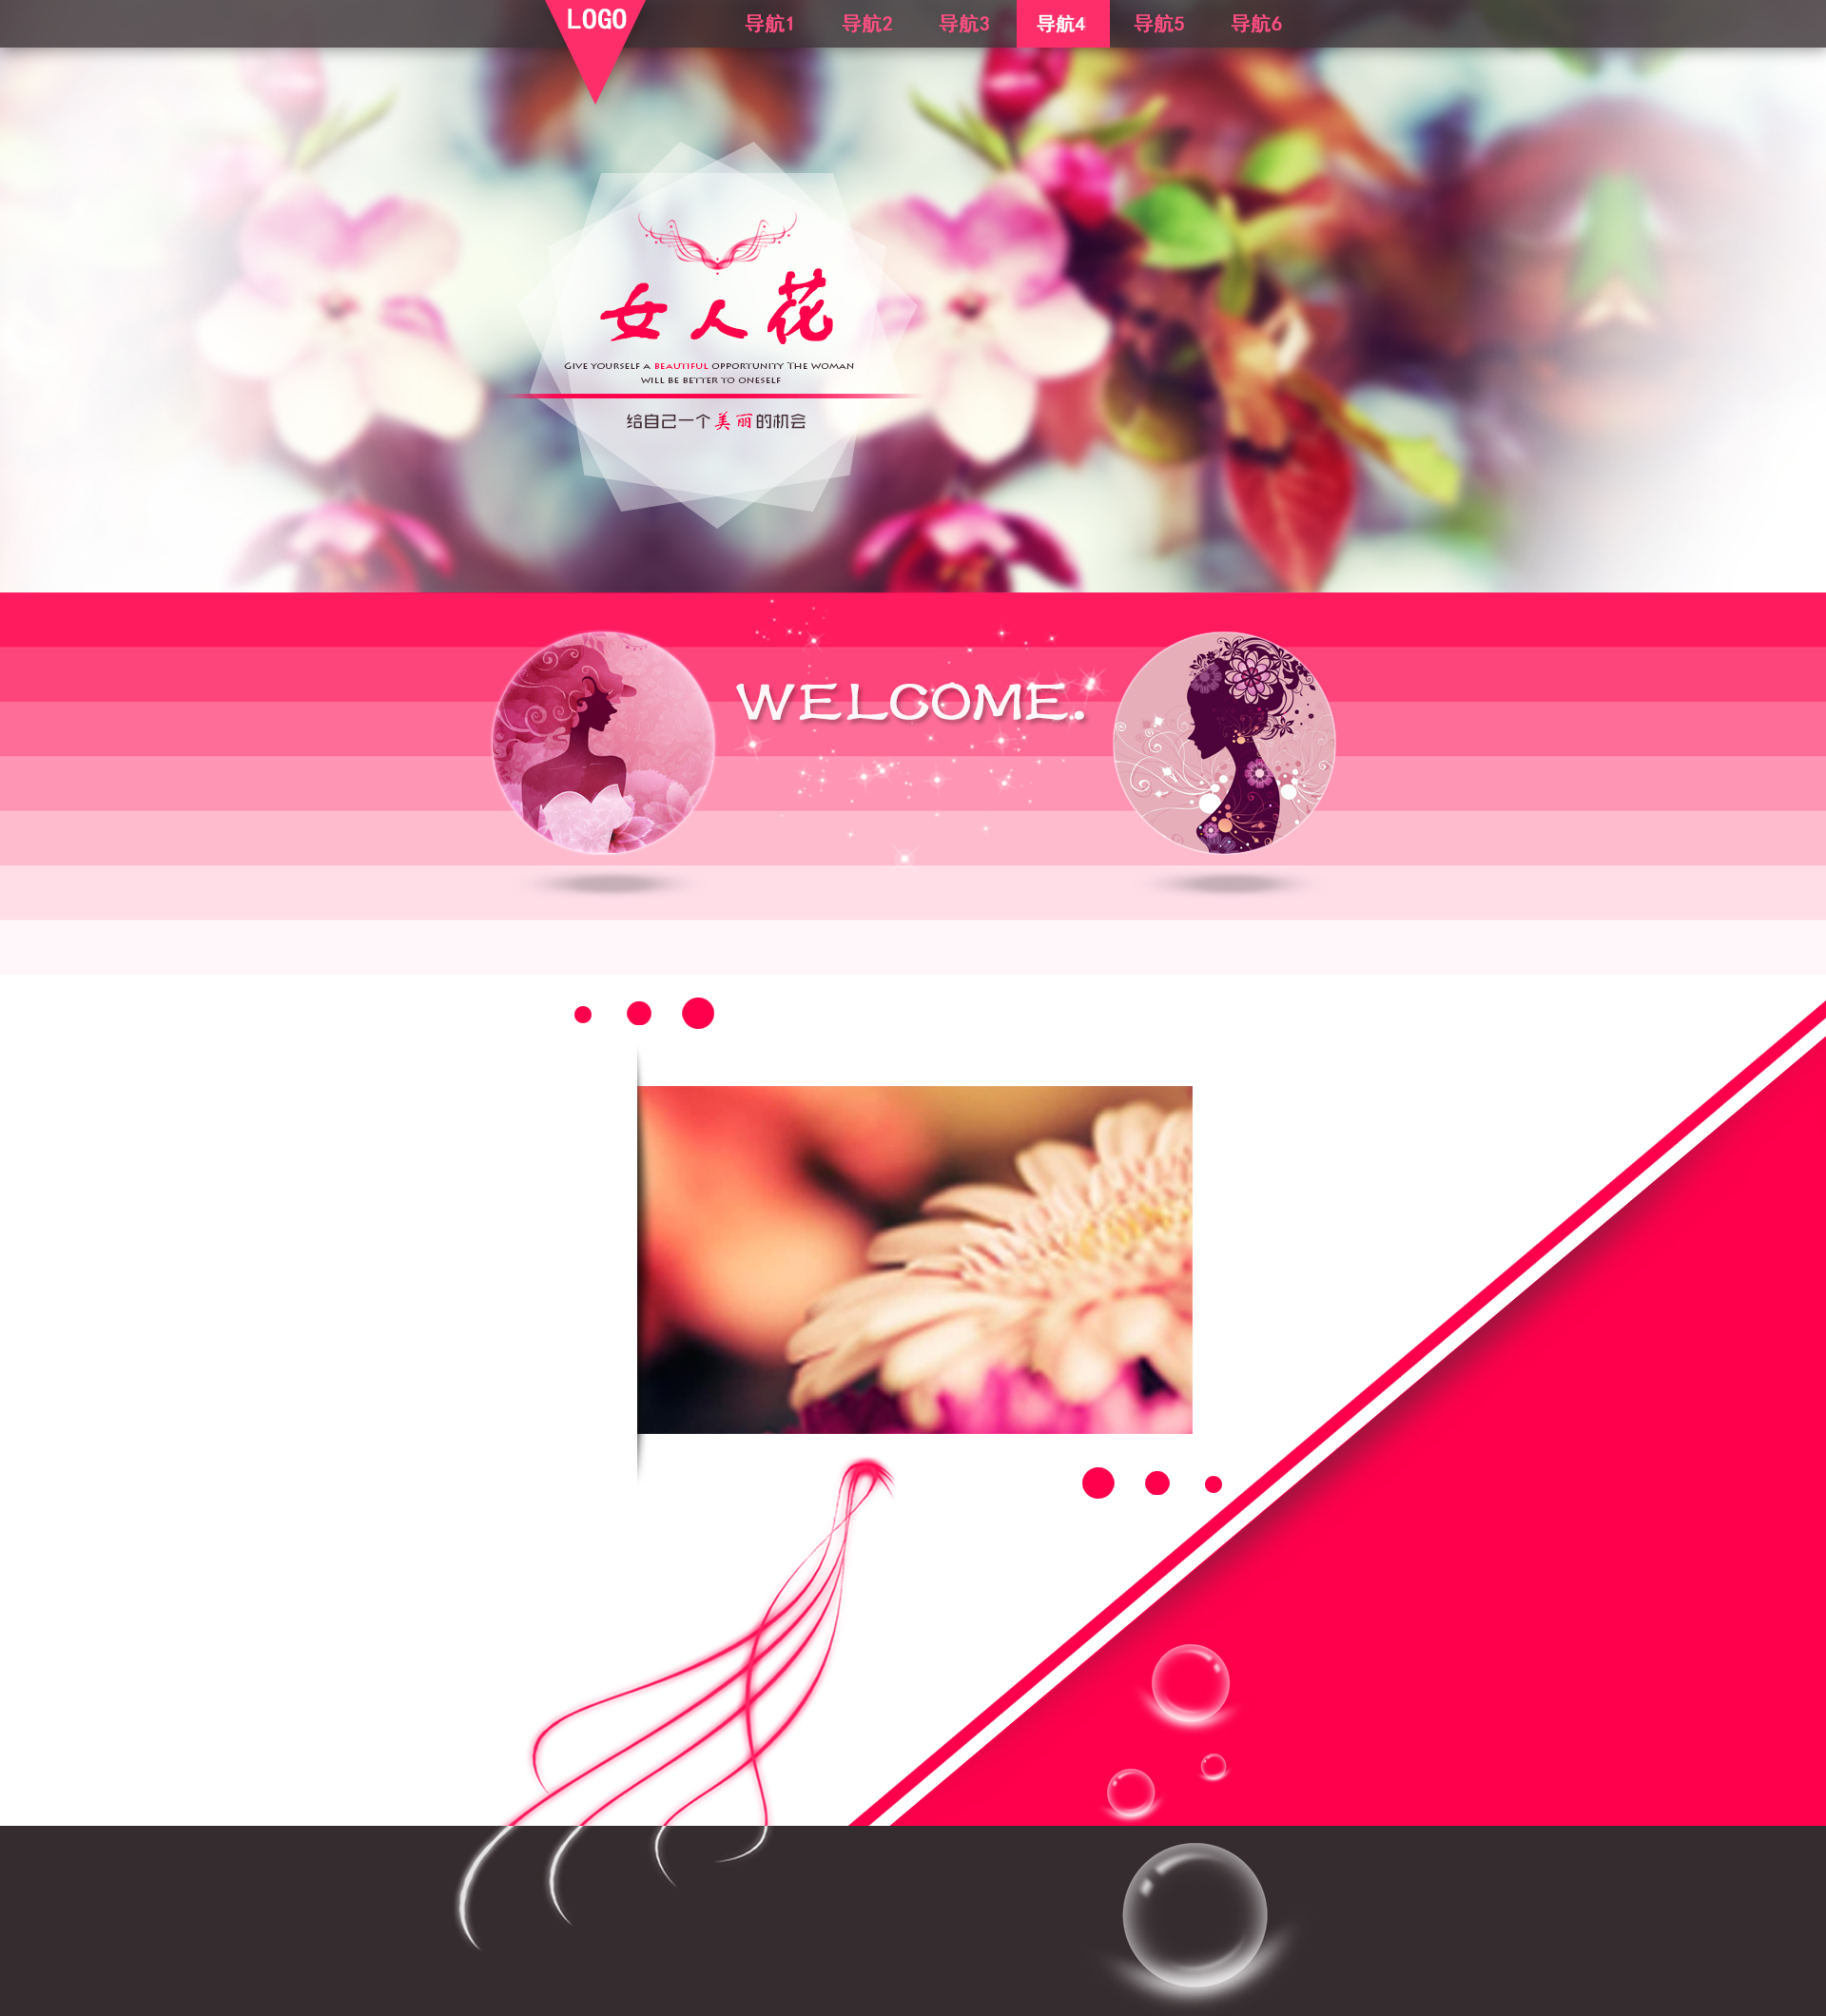 LOGO
导航1
导航2
导航3
导航4
导航5
导航6
女人花
GIVE YOURSELF A BEAUTIFUL OPPORTUNITY THE WOMAN
WILL BE BETTER TO ONESELF
给自己一个美丽的机会
WELCOME.